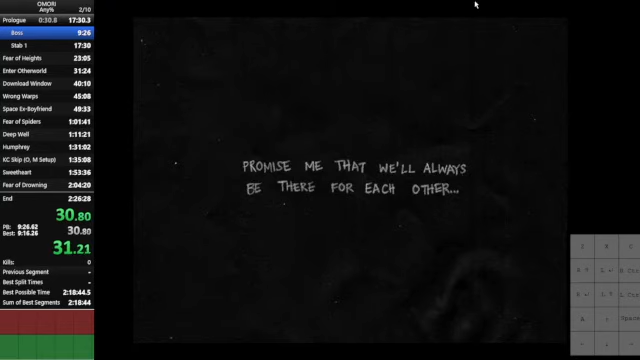 OMORI
Any%
2/10
Prologue 0:30.8 17:30.3
Boss 9:26
Stab 1 17:30
Fear of Heights 23:05
Enter Otherworld 31:24
Download Window 40:10
Wrong Warps 45:08
Space Ex-Boyfriend 49:33
Fear of Spiders 1:01:41
Deep Well 1:11:21
Humphrey 1:31:02
KC Skip (O, M Setup) 1:35:08
Sweetheart 1:53:36
Fear of Drowning 2:04:20
End 2:26:28
30.80
PB: 9:26.62
Best: 9:16.26
30.80
31.21
Kills: 0
Previous Segment -
Best Split Times -
Best Possible Time 2:18:44.5
Sum of Best Segments 2:18:44
PROMISE ME THAT WE'LL ALWAYS
BE THERE FOR EACH OTHER...
Space